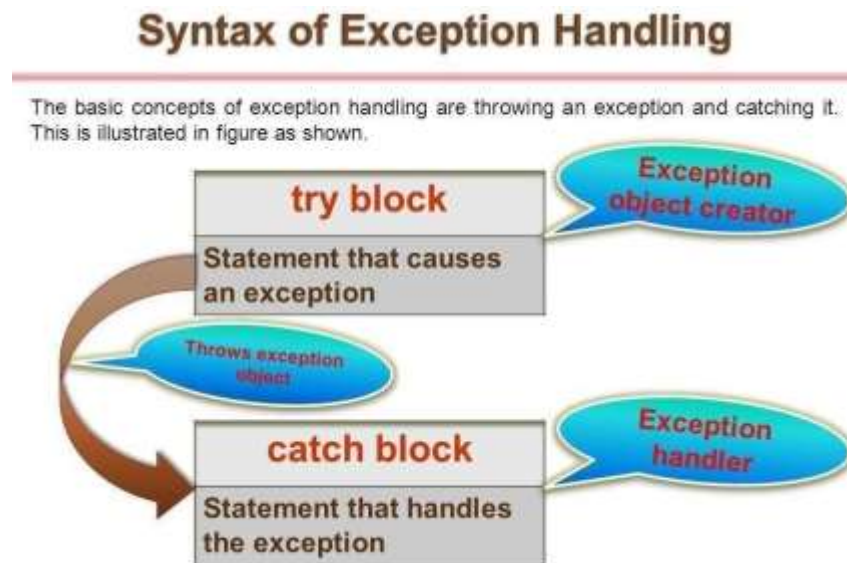 Syntax of Exception Handling
The basic concepts of exception handling are throwing an exception and catching it.
This is illustrated in figure as shown.
try block
Exception
object creator
Statement that causes
an exception
Throws exception
object
catch block
Exception
handler
Statement that handles
the exception